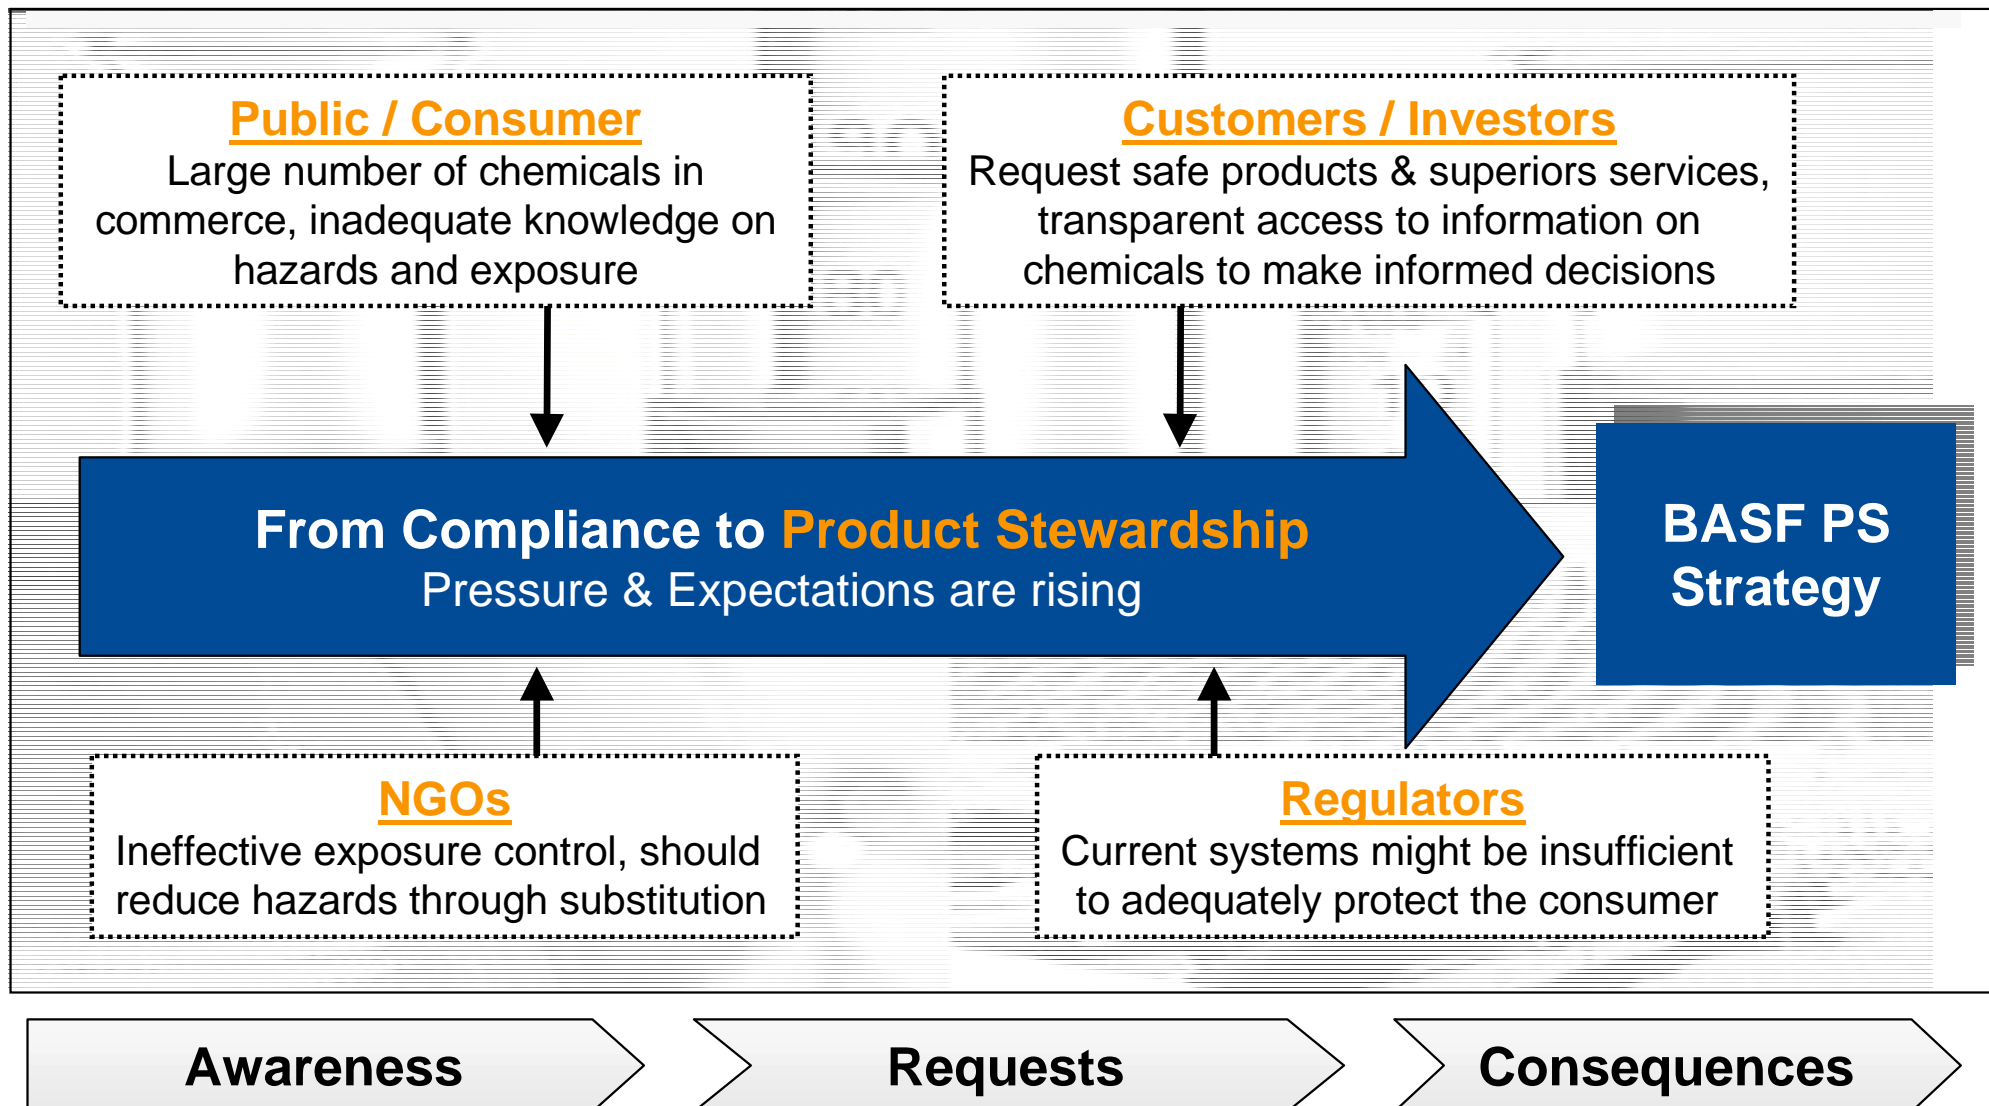 Public / Consumer
Large number of chemicals in
commerce, inadequate knowledge on
hazards and exposure
Customers / Investors
Request safe products & superiors services,
transparent access to information on
chemicals to make informed decisions
From Compliance to Product Stewardship
Pressure & Expectations are rising
BASF PS
Strategy
NGOs
Ineffective exposure control, should
reduce hazards through substitution
Regulators
Current systems might be insufficient
to adequately protect the consumer
Awareness
Requests
Consequences